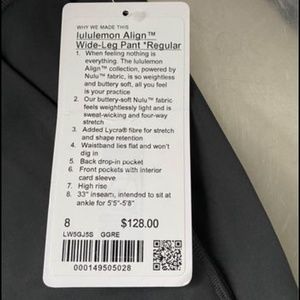 WHY WE MADE THIS
lululemon Align™
Wide-Leg Pant *Regular
1. When feeling nothing is
everything. The lululemon
Align™ collection, powered by
Nulu™ fabric, is so weightless
and buttery soft, all you feel
is your practice
2. Our buttery-soft Nulu™ fabric
feels weightlessly light and is
sweat-wicking and four-way
stretch
3. Added Lycra® fibre for stretch
and shape retention
4. Waistband lies flat and won't
dig in
5. Back drop-in pocket
6. Front pockets with interior
card sleeve
7. High rise
8. 33" inseam, intended to sit at
ankle for 5'5"-5'8"
8 $128.00
LW5GJ5S GGRE
000149505028